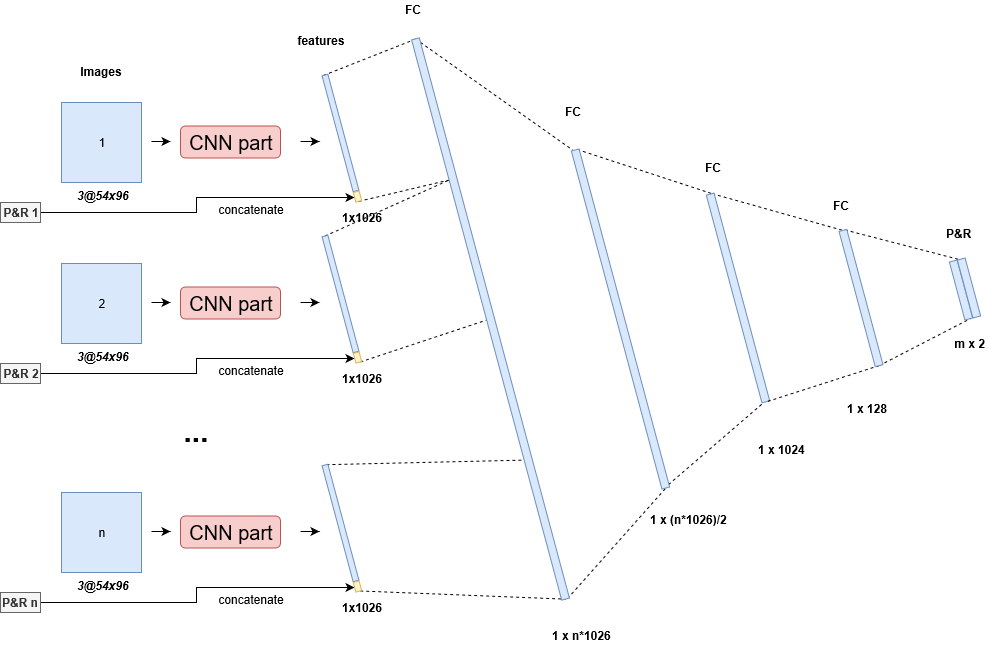 FC
features
Images
1
CNN part
3@54x96
P&R 1
concatenate
1x1026
2
CNN part
3@54x96
P&R 2
concatenate
1x1026
...
n
CNN part
3@54x96
P&R n
concatenate
1x1026
1 x n*1026
FC
1 x (n*1026)/2
FC
1 x 1024
FC
1 x 128
P&R
m x 2